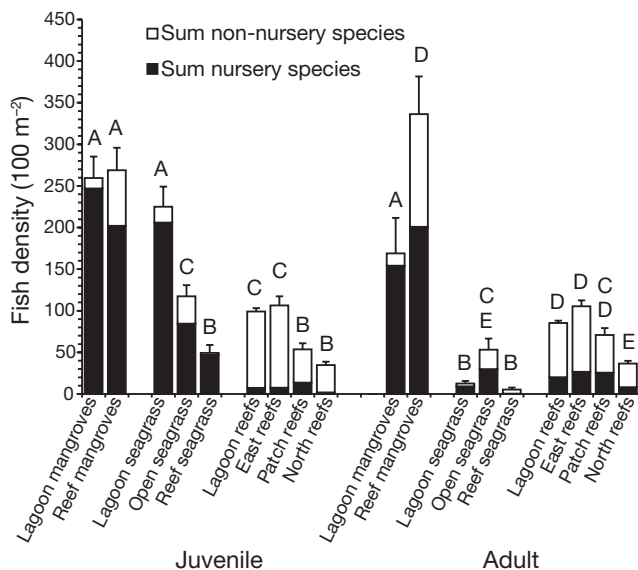 450
400
350
300
250
200
150
100
50
0
Fish density (100 m⁻²)
Sum non-nursery species
Sum nursery species
A
A
A
C
B
C
C
B
B
A
D
B
C
E
B
D
D
C
D
E
Lagoon mangroves
Reef mangroves
Lagoon seagrass
Open seagrass
Reef seagrass
Lagoon reefs
East reefs
Patch reefs
North reefs
Lagoon mangroves
Reef mangroves
Lagoon seagrass
Open seagrass
Reef seagrass
Lagoon reefs
East reefs
Patch reefs
North reefs
Juvenile
Adult